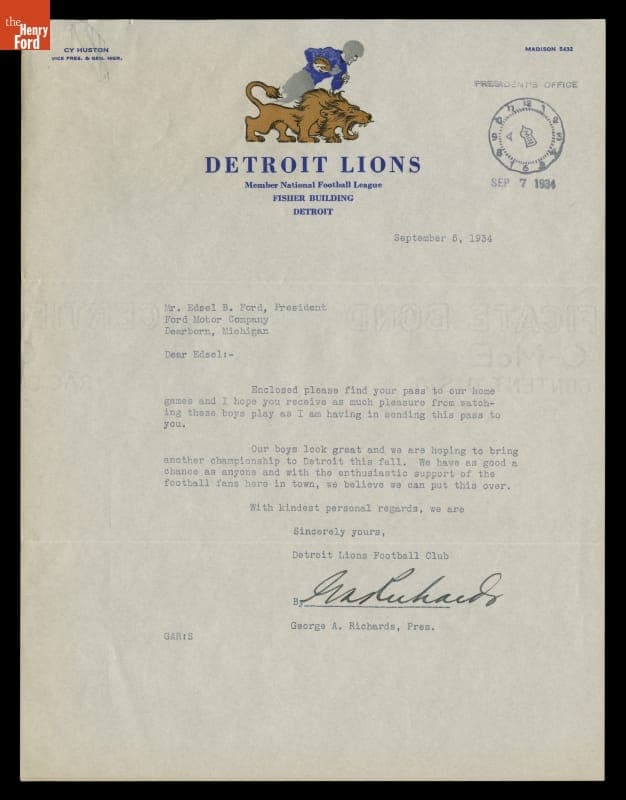 the
Henry
Ford
CY HUSTON
VICE PRES. & GEN. MGR.
MADISON 5432
PRESIDENT'S OFFICE
SEP 7 1934
DETROIT LIONS
Member National Football League
FISHER BUILDING
DETROIT
September 5, 1934
Mr. Edsel B. Ford, President
Ford Motor Company
Dearborn, Michigan
Dear Edsel:-
Enclosed please find your pass to our home
games and I hope you receive as much pleasure from watch-
ing these boys play as I am having in sending this pass to
you.
Our boys look great and we are hoping to bring
another championship to Detroit this fall. We have as good a
chance as anyone and with the enthusiastic support of the
football fans here in town, we believe we can put this over.
With kindest personal regards, we are
Sincerely yours,
Detroit Lions Football Club
By GARichards
George A. Richards, Pres.
GAR:S